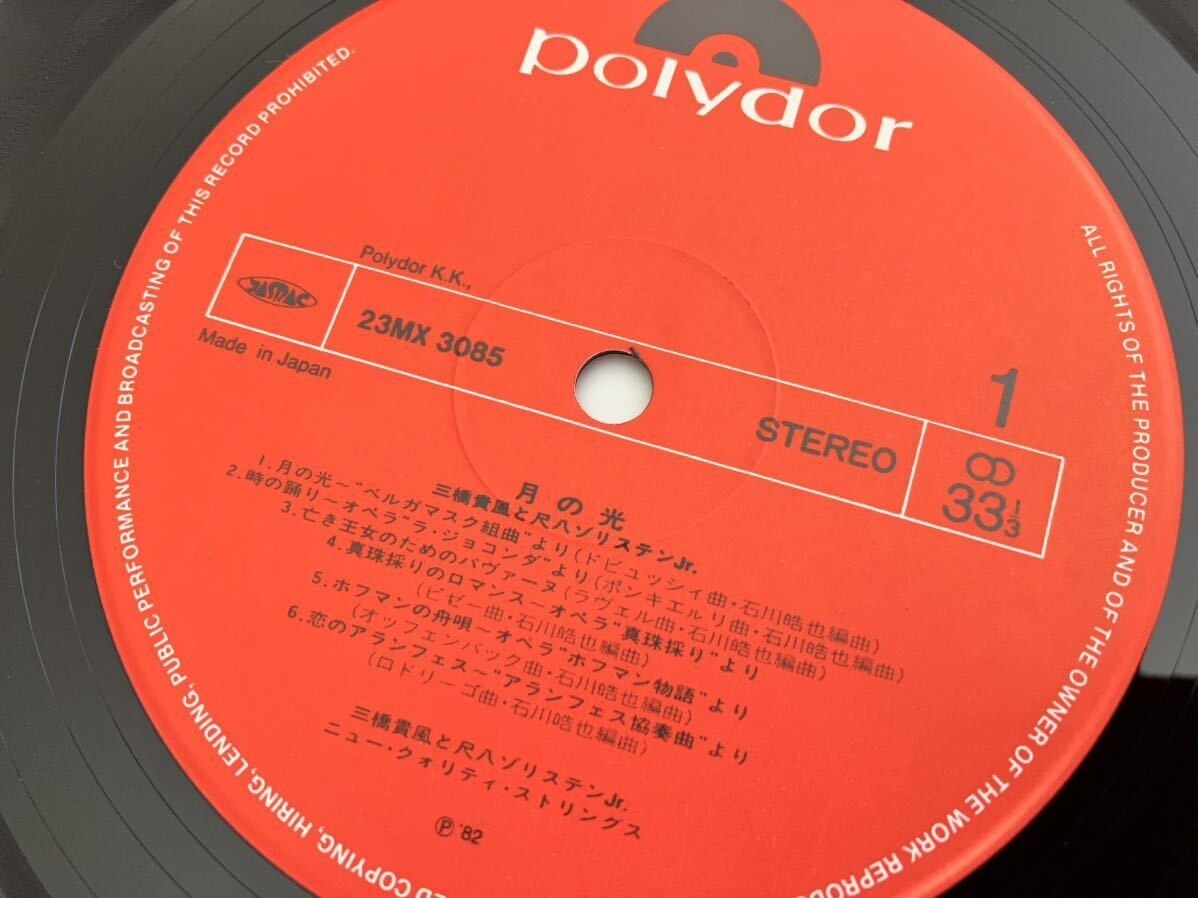 polydor
Polydor K.K.,
JASRAC
23MX 3085
Made in Japan
STEREO
1
33 1/3
月の光
三橋貴風と尺八ゾリステンJr.
1. 月の光〜"ベルガマスク組曲"より(ドビュッシィ曲・石川皓也編曲)
2. 時の踊り〜オペラ"ラ・ジョコンダ"より(ポンキエルリ曲・石川皓也編曲)
3. 亡き王女のためのパヴァーヌ(ラヴェル曲・石川皓也編曲)
4. 真珠採りのロマンス〜オペラ"真珠採り"より
(ビゼー曲・石川皓也編曲)
5. ホフマンの舟唄〜オペラ"ホフマン物語"より
(オッフェンバック曲・石川皓也編曲)
6. 恋のアランフェス〜"アランフェス協奏曲"より
(ロドリーゴ曲・石川皓也編曲)
三橋貴風と尺八ゾリステンJr.
ニュー・クォリティ・ストリングス
Ⓟ '82
ALL RIGHTS OF THE PRODUCER AND OF THE OWNER OF THE WORK
COPYING, HIRING, LENDING, PUBLIC PERFORMANCE AND BROADCASTING OF THIS RECORD PROHIBITED.